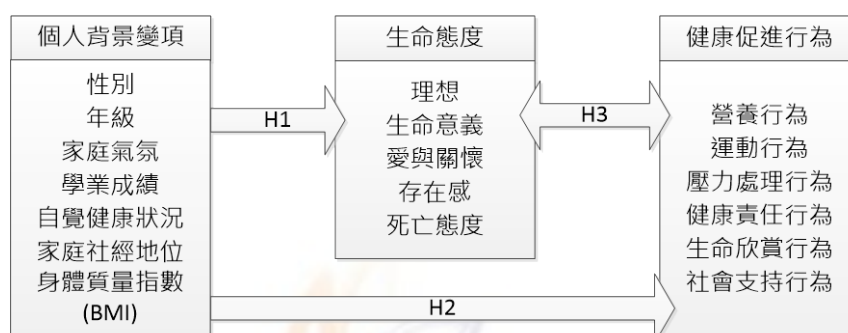 個人背景變項
性別
年級
家庭氣氛
學業成績
自覺健康狀況
家庭社經地位
身體質量指數
(BMI)
H1
生命態度
理想
生命意義
愛與關懷
存在感
死亡態度
H3
健康促進行為
營養行為
運動行為
壓力處理行為
健康責任行為
生命欣賞行為
社會支持行為
H2